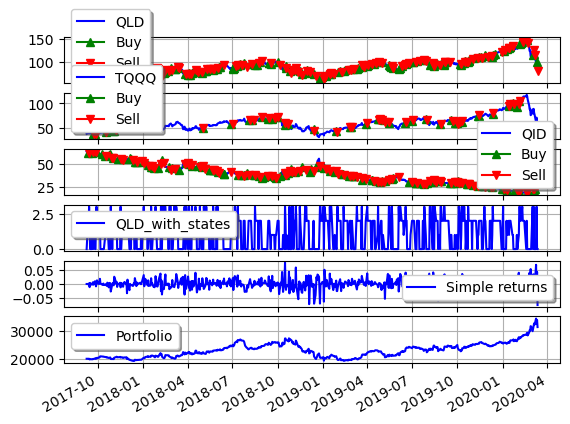 QLD
Buy
Sell
150
100
TQQQ
Buy
Sell
100
50
QID
Buy
Sell
50
25
QLD_with_states
2.5
0.0
Simple returns
0.05
0.00
−0.05
Portfolio
30000
20000
2017-10
2018-01
2018-04
2018-07
2018-10
2019-01
2019-04
2019-07
2019-10
2020-01
2020-04